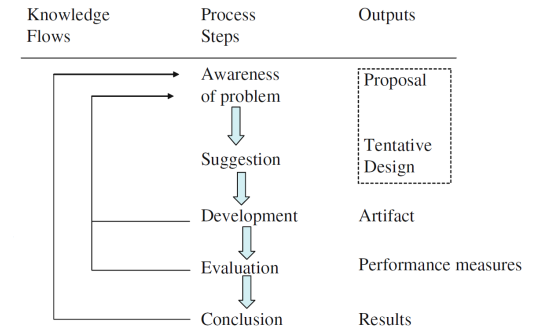 Knowledge
Flows
Process
Steps
Outputs
Awareness
of problem
Proposal
Suggestion
Tentative
Design
Development
Artifact
Evaluation
Performance measures
Conclusion
Results